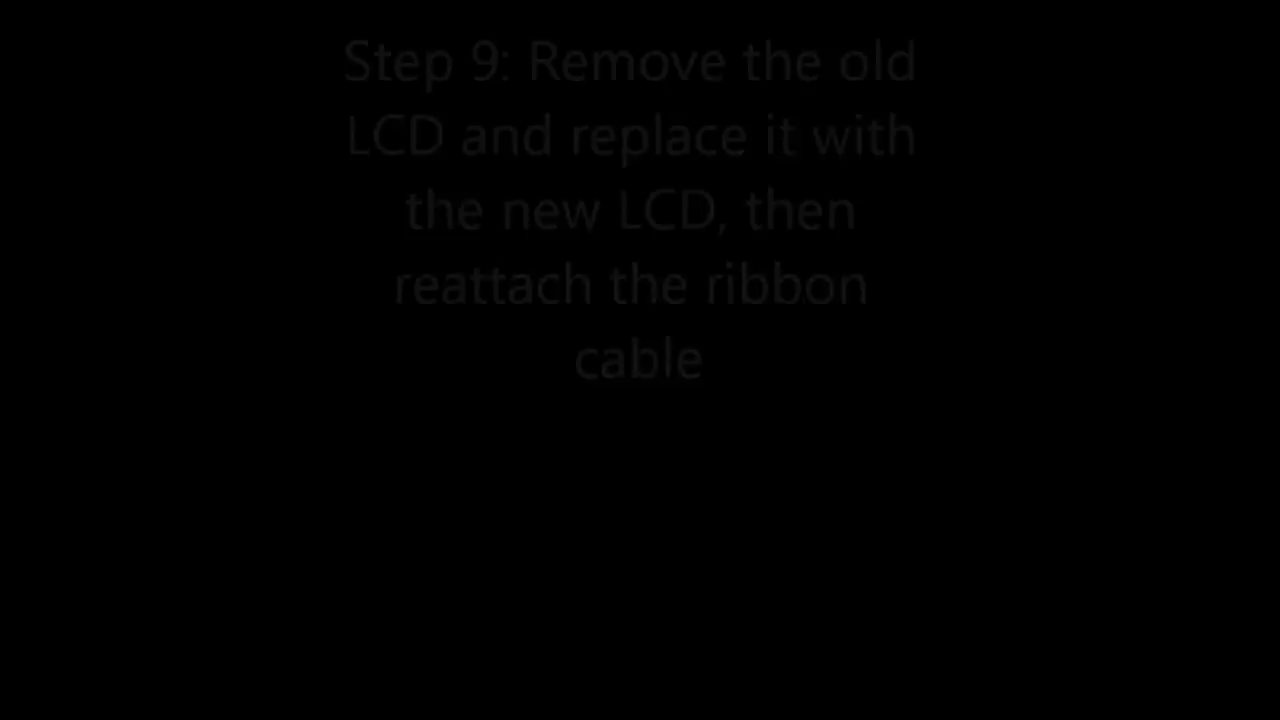 Step 9: Remove the old
LCD and replace it with
the new LCD, then
reattach the ribbon
cable